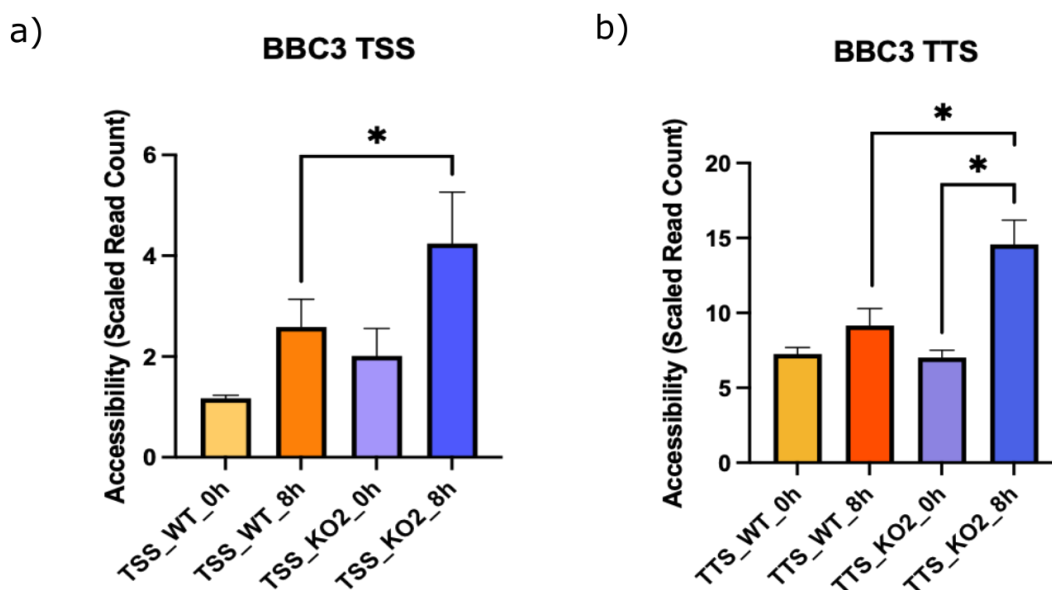 a)
BBC3 TSS
Accessibility (Scaled Read Count)
6
4
2
0
*
TSS_WT_0h
TSS_WT_8h
TSS_KO2_0h
TSS_KO2_8h
b)
BBC3 TTS
Accessibility (Scaled Read Count)
20
15
10
5
0
*
*
TTS_WT_0h
TTS_WT_8h
TTS_KO2_0h
TTS_KO2_8h